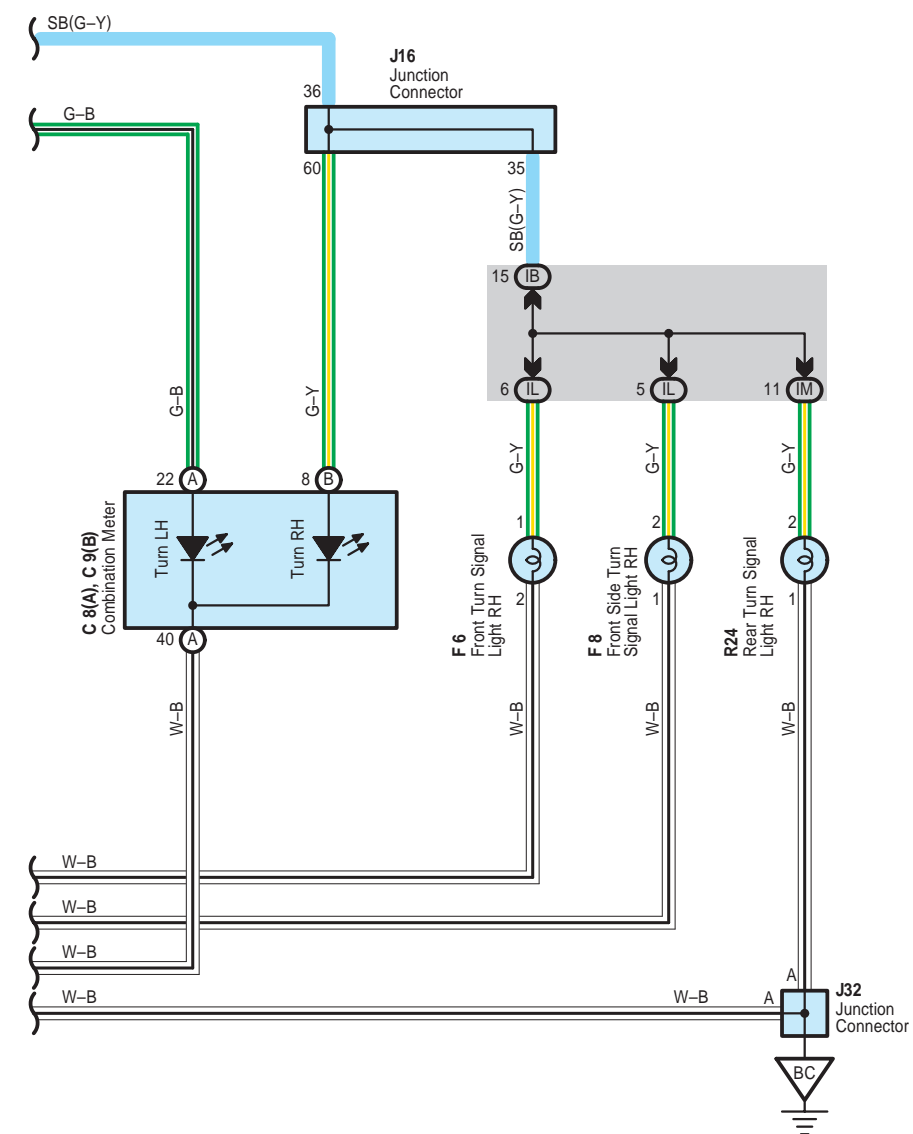 SB(G–Y)
J16
Junction
Connector
36
G–B
60
35
SB(G–Y)
15 IB
6 IL
5 IL
11 IM
G–B
G–Y
G–Y
G–Y
G–Y
22 A
8 B
C 8(A), C 9(B)
Combination Meter
Turn LH
Turn RH
40 A
1
2
2
F 6
Front Turn Signal
Light RH
2
F 8
Front Side Turn
Signal Light RH
1
R24
Rear Turn Signal
Light RH
1
W–B
W–B
W–B
W–B
W–B
W–B
W–B
W–B
W–B
A
A
J32
Junction
Connector
BC